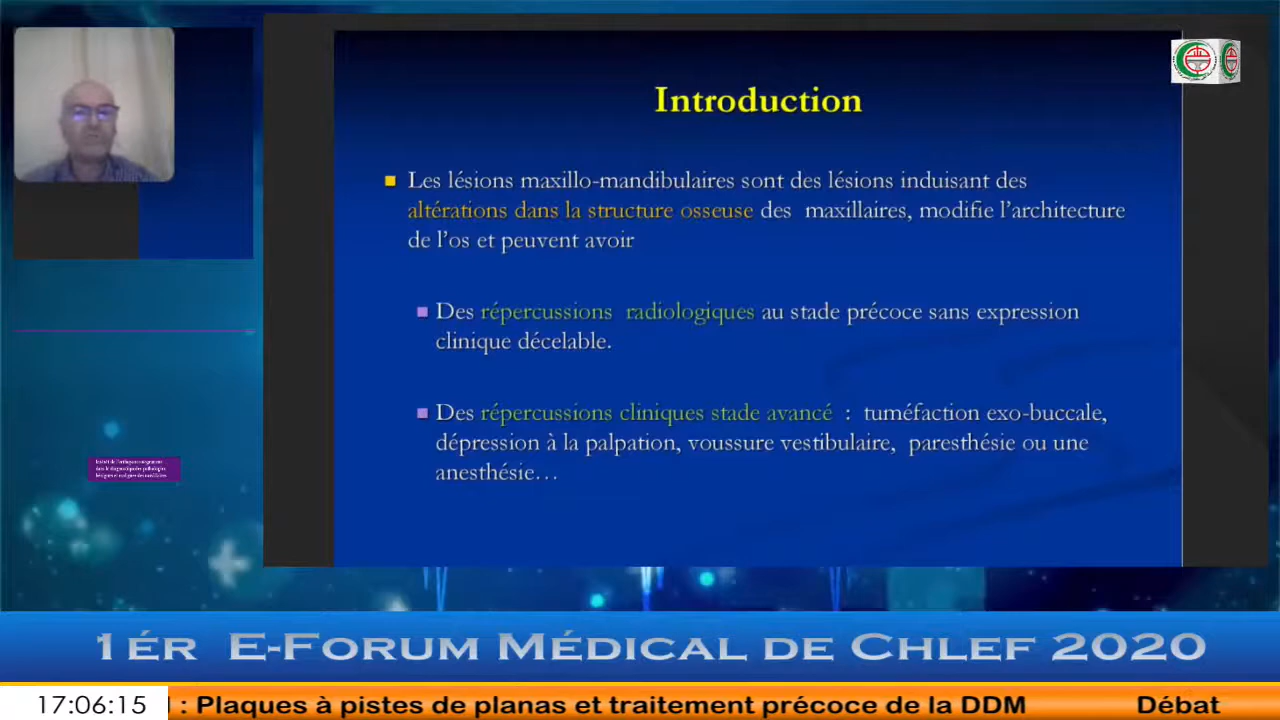 Introduction
Les lésions maxillo-mandibulaires sont des lésions induisant des
altérations dans la structure osseuse des maxillaires, modifie l'architecture
de l'os et peuvent avoir
Des répercussions radiologiques au stade précoce sans expression
clinique décelable.
Des répercussions cliniques stade avancé : tuméfaction exo-buccale,
dépression à la palpation, voussure vestibulaire, paresthésie ou une
anesthésie…
1ér E-Forum Médical de Chlef 2020
17:06:15 : Plaques à pistes de planas et traitement précoce de la DDM Débat